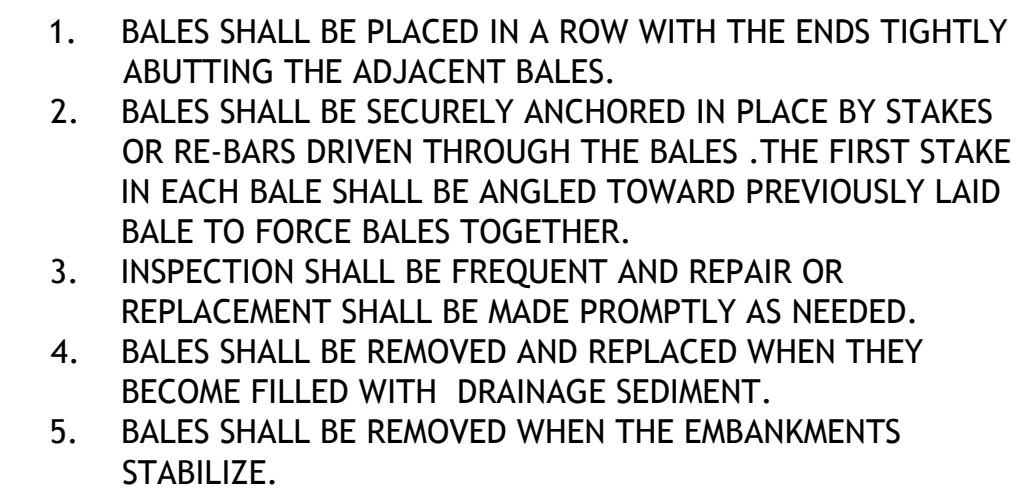 1. BALES SHALL BE PLACED IN A ROW WITH THE ENDS TIGHTLY
ABUTTING THE ADJACENT BALES.
2. BALES SHALL BE SECURELY ANCHORED IN PLACE BY STAKES
OR RE-BARS DRIVEN THROUGH THE BALES .THE FIRST STAKE
IN EACH BALE SHALL BE ANGLED TOWARD PREVIOUSLY LAID
BALE TO FORCE BALES TOGETHER.
3. INSPECTION SHALL BE FREQUENT AND REPAIR OR
REPLACEMENT SHALL BE MADE PROMPTLY AS NEEDED.
4. BALES SHALL BE REMOVED AND REPLACED WHEN THEY
BECOME FILLED WITH  DRAINAGE SEDIMENT.
5. BALES SHALL BE REMOVED WHEN THE EMBANKMENTS
STABILIZE.